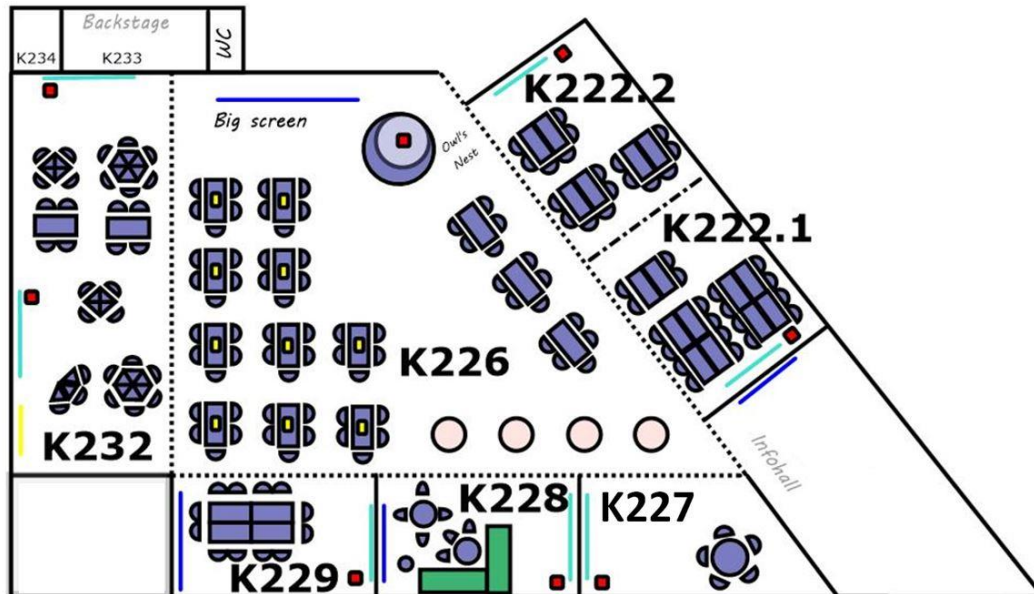 Backstage
K234
K233
WC
K222.2
Big screen
Owl's
Nest
K222.1
K226
K232
Infohall
K228
K227
K229